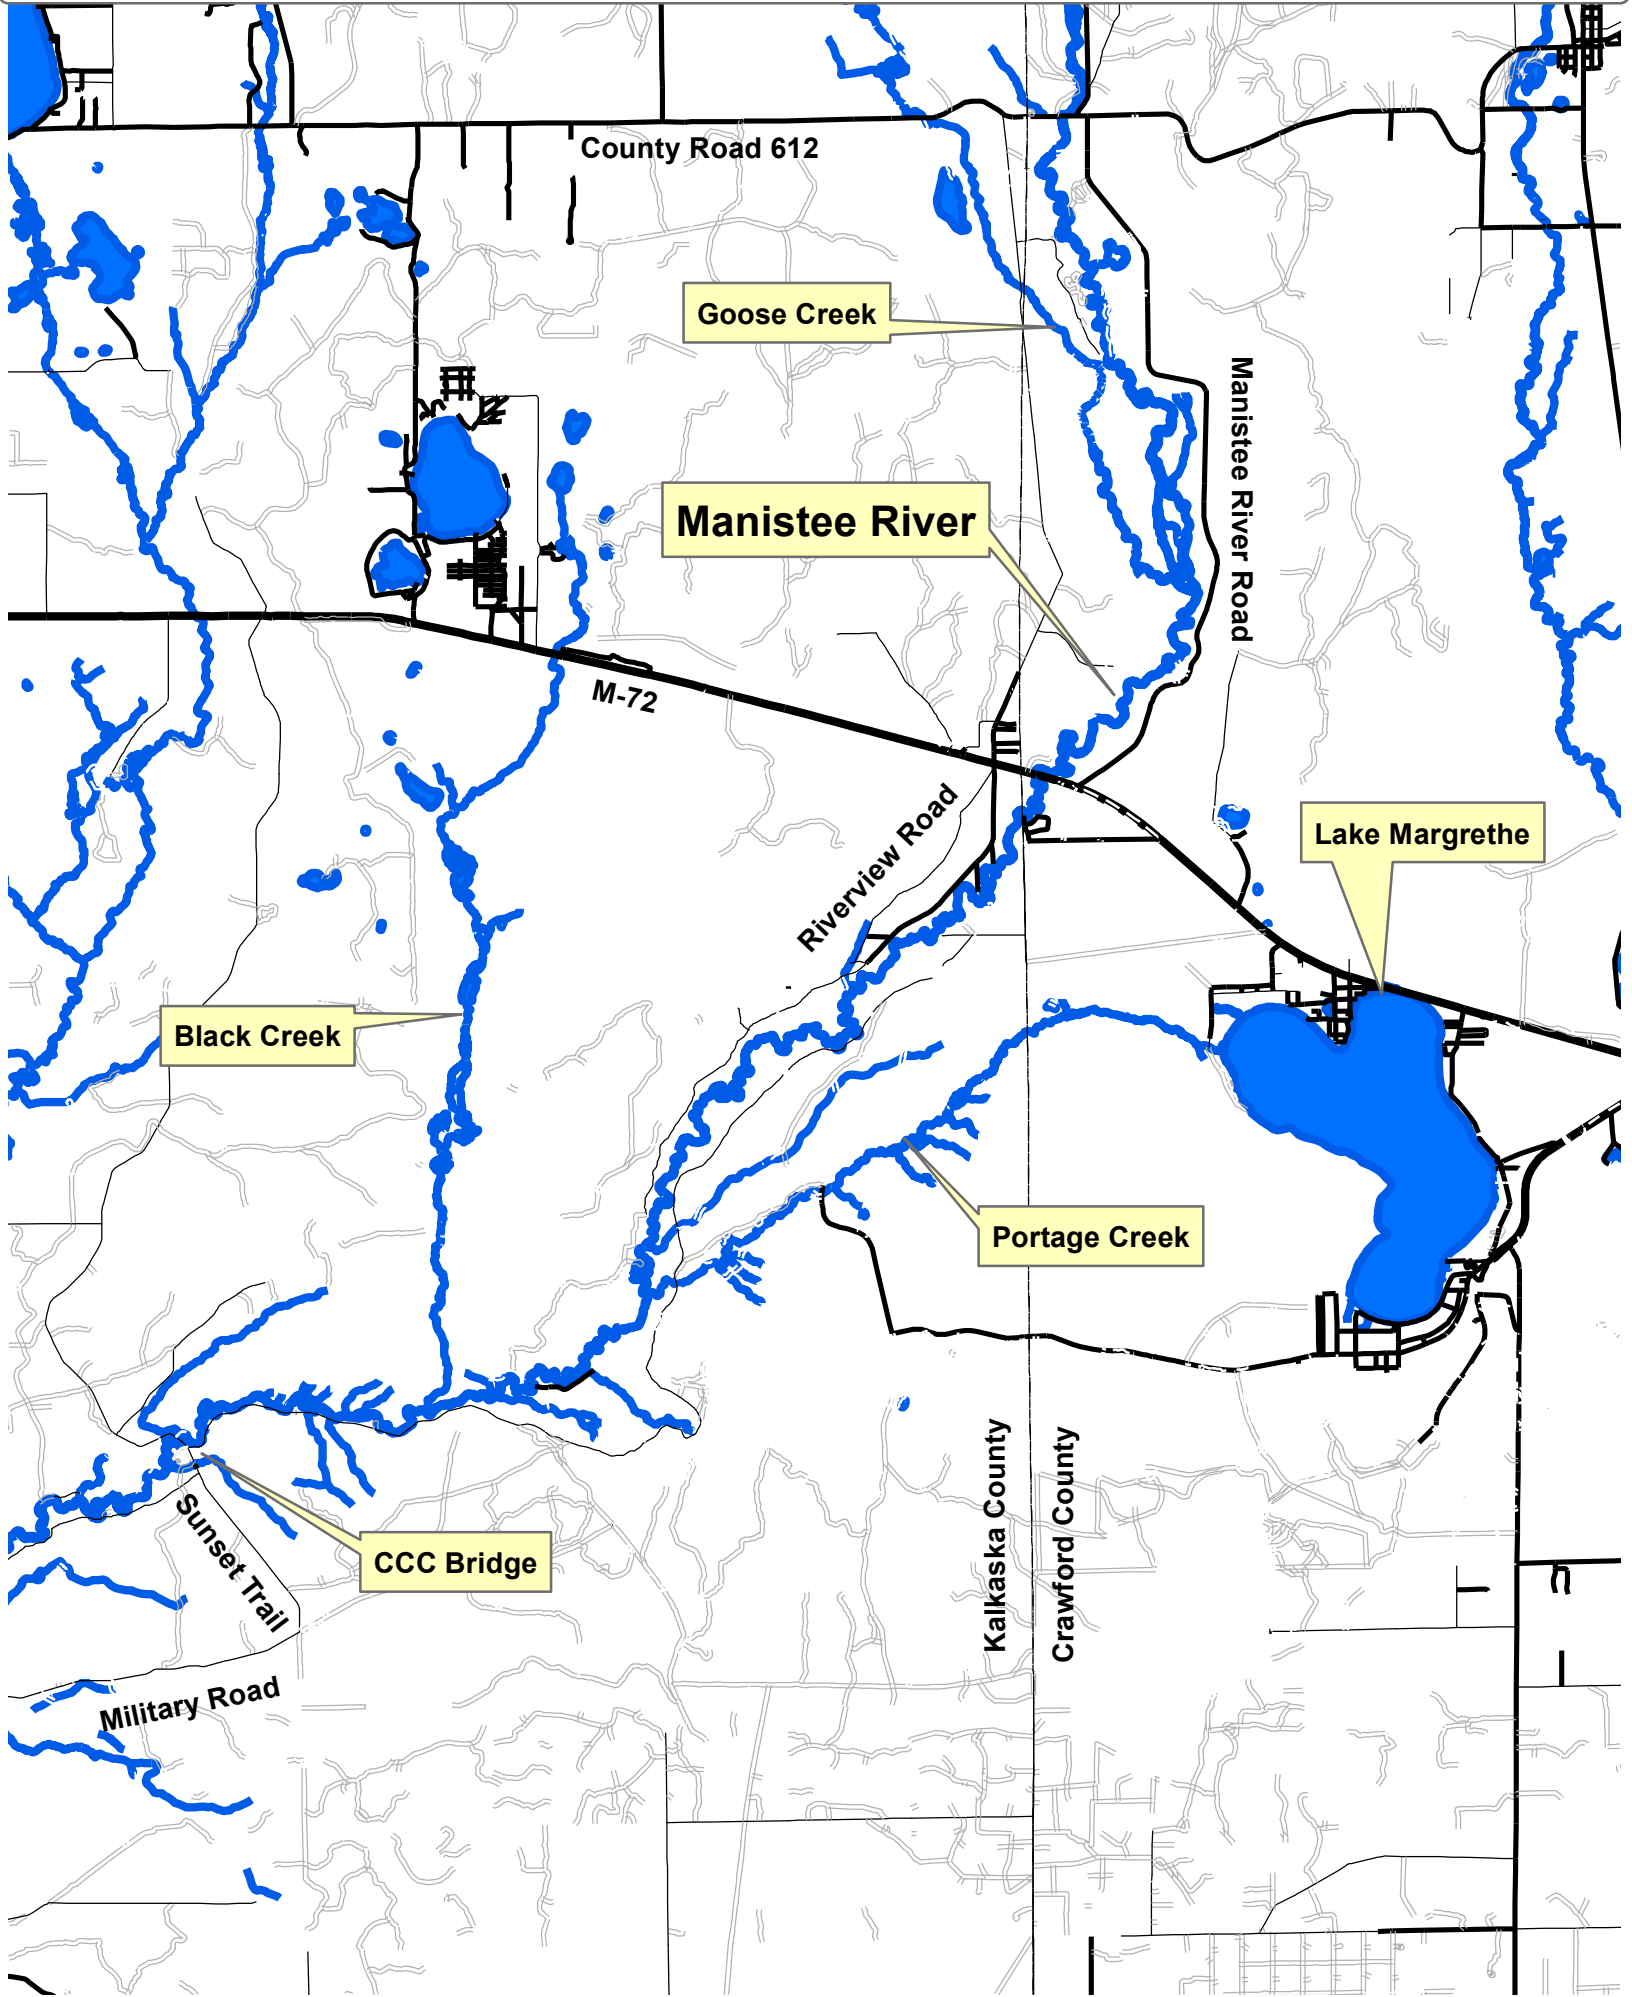 County Road 612
Goose Creek
Manistee River Road
Manistee River
M-72
Riverview Road
Lake Margrethe
Black Creek
Portage Creek
Kalkaska County
Crawford County
CCC Bridge
Sunset Trail
Military Road